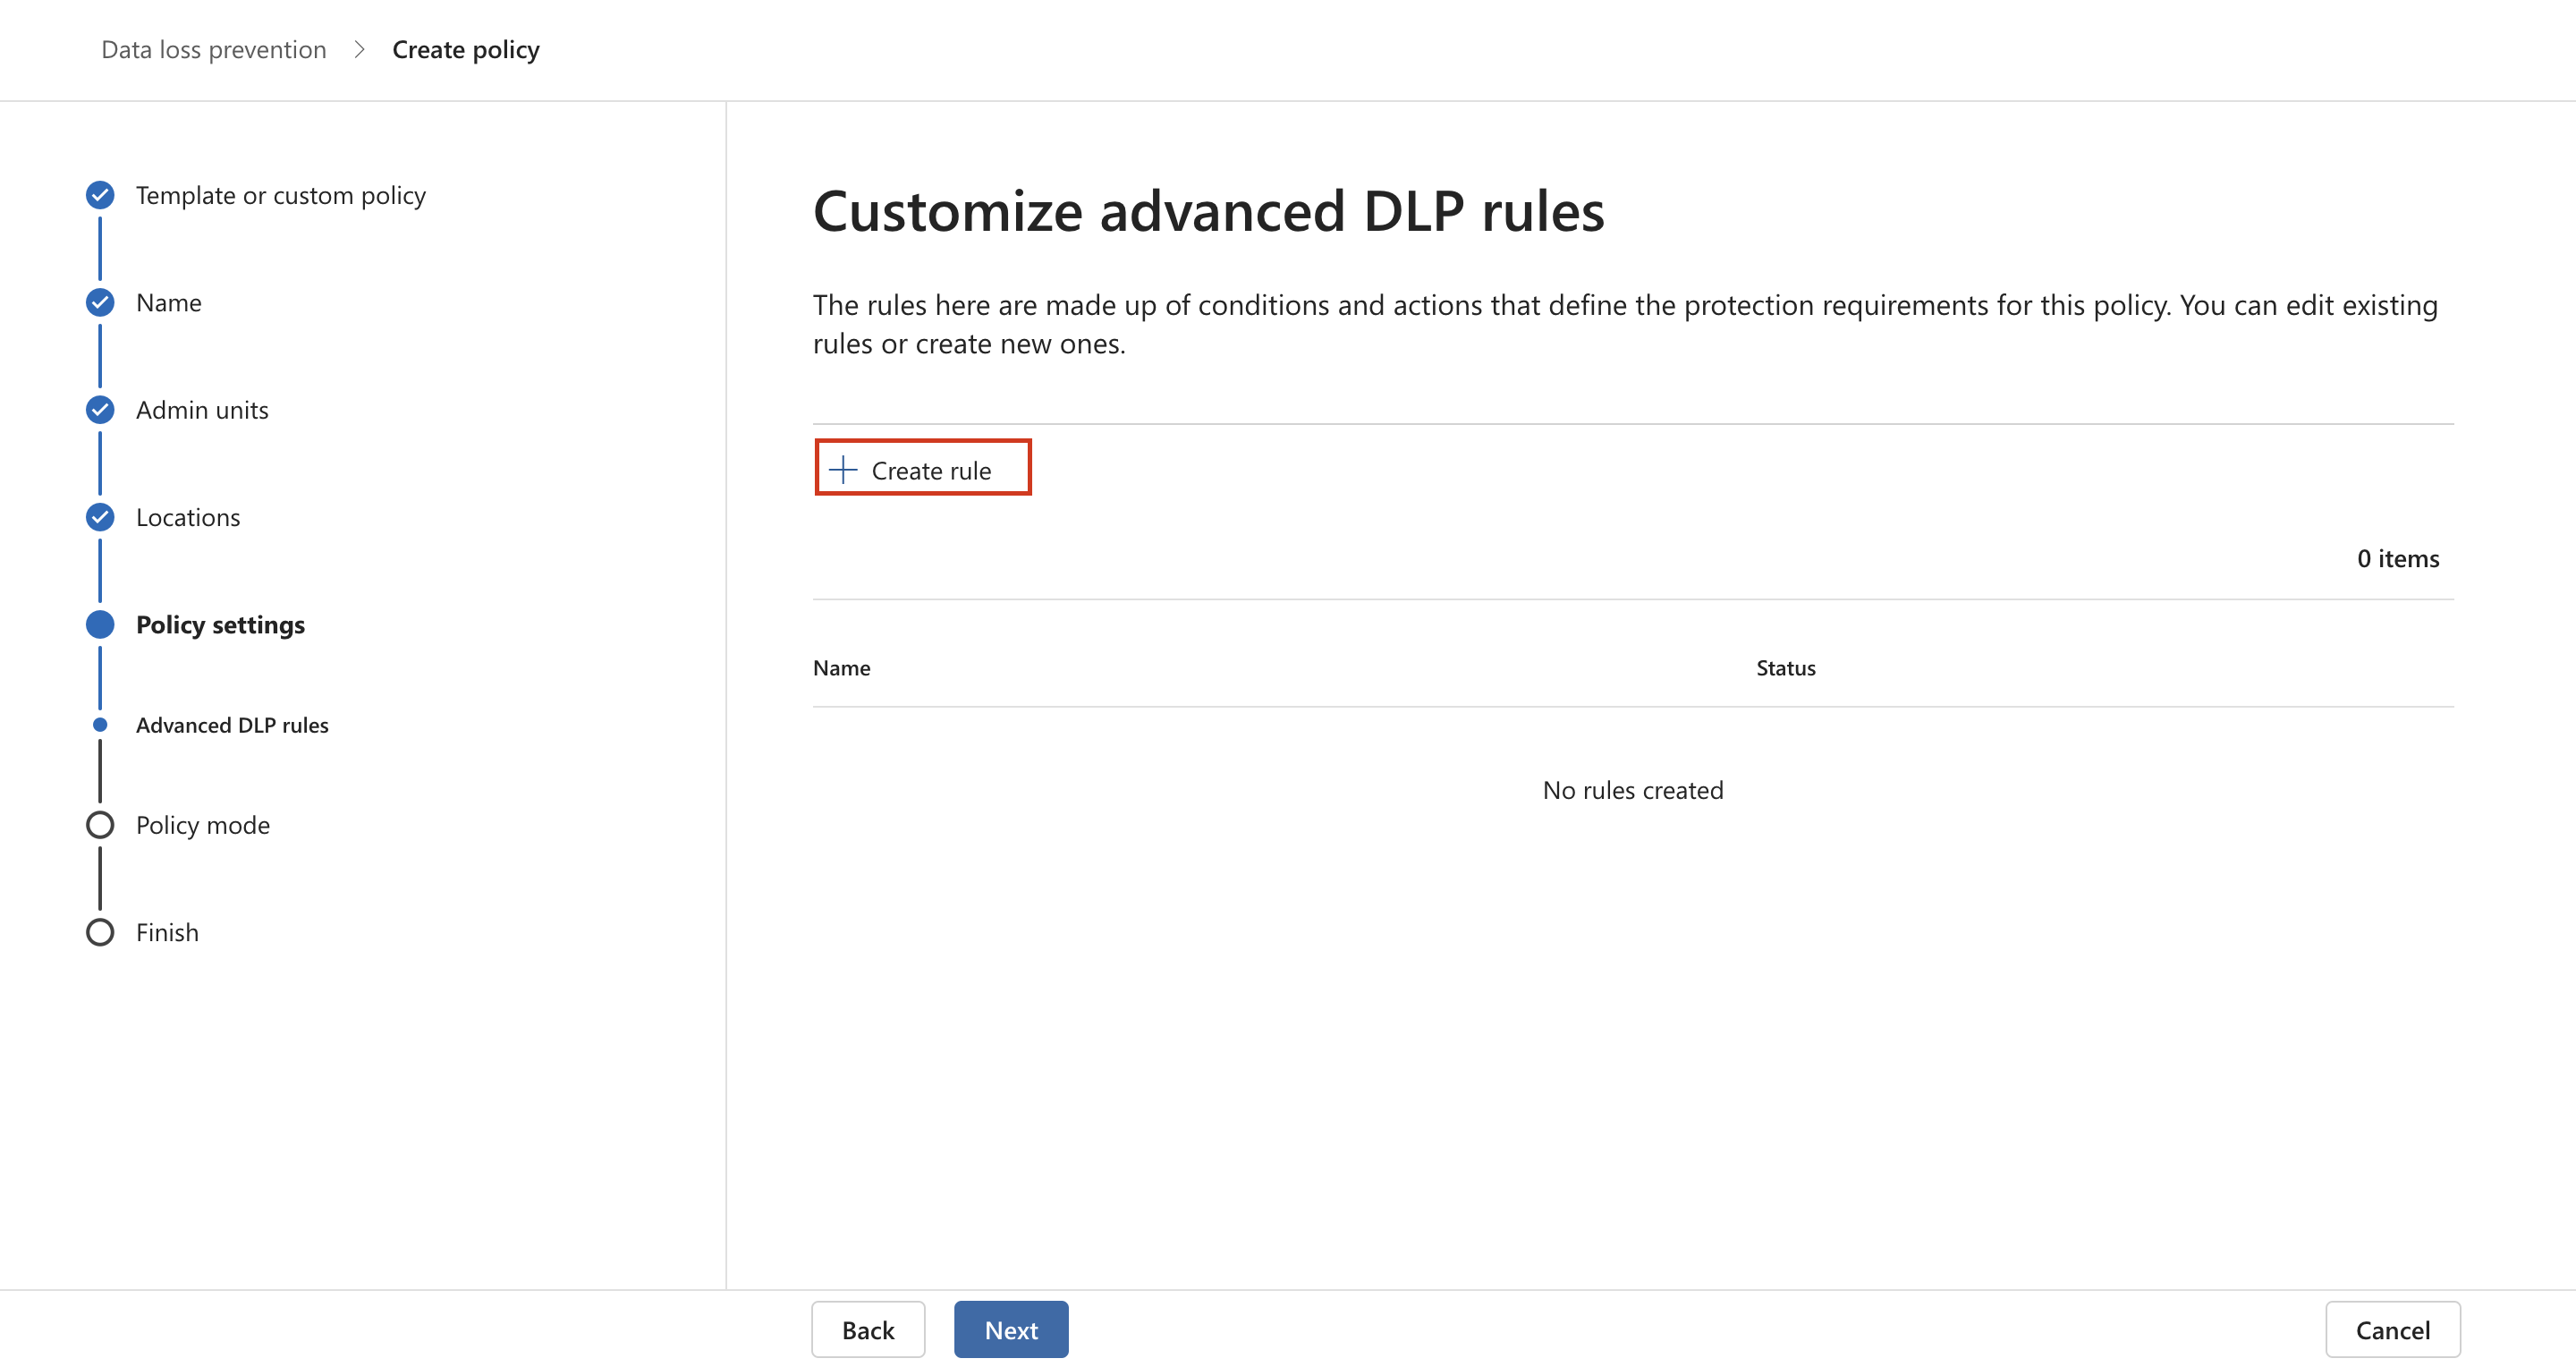 Data loss prevention > Create policy
Template or custom policy
Name
Admin units
Locations
Policy settings
Advanced DLP rules
Policy mode
Finish
Customize advanced DLP rules
The rules here are made up of conditions and actions that define the protection requirements for this policy. You can edit existing
rules or create new ones.
Create rule
0 items
Name Status
No rules created
Back Next Cancel